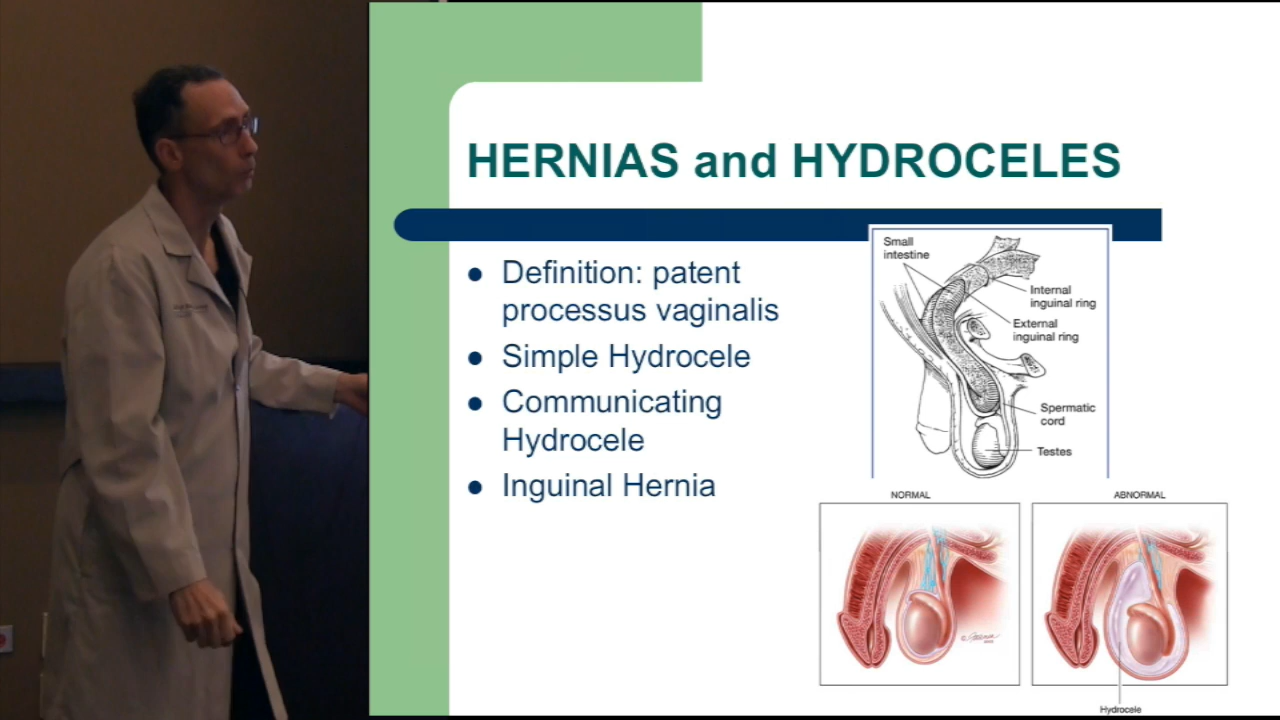 HERNIAS and HYDROCELES
Definition: patent
processus vaginalis
Simple Hydrocele
Communicating
Hydrocele
Inguinal Hernia
Small
intestine
Internal
inguinal ring
External
inguinal ring
Spermatic
cord
Testes
NORMAL
ABNORMAL
Hydrocele